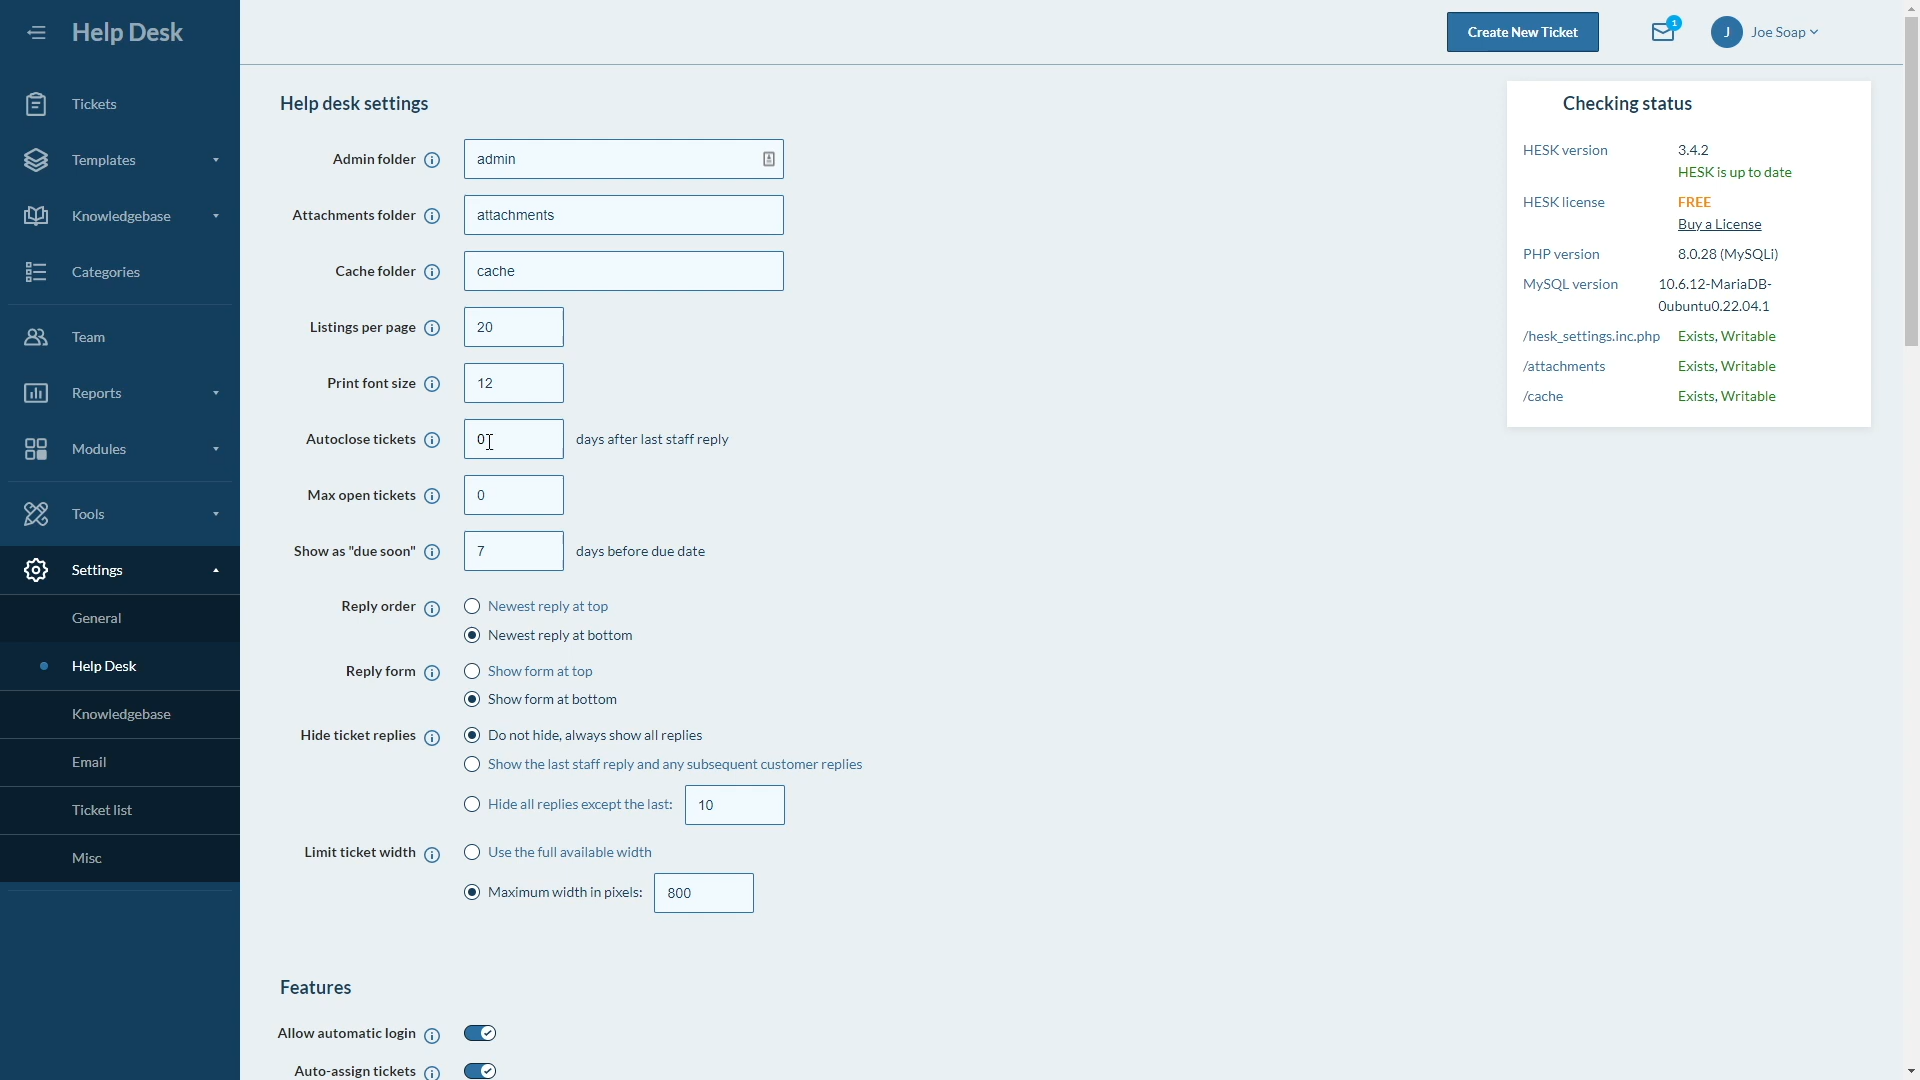 Help Desk
Create New Ticket
1
J
Joe Soap
Tickets
Templates
Knowledgebase
Categories
Team
Reports
Modules
Tools
Settings
General
Help Desk
Knowledgebase
Email
Ticket list
Misc
Help desk settings
Admin folder admin
Attachments folder attachments
Cache folder cache
Listings per page 20
Print font size 12
Autoclose tickets 0 days after last staff reply
Max open tickets 0
Show as "due soon" 7 days before due date
Reply order Newest reply at top
Newest reply at bottom
Reply form Show form at top
Show form at bottom
Hide ticket replies Do not hide, always show all replies
Show the last staff reply and any subsequent customer replies
Hide all replies except the last: 10
Limit ticket width Use the full available width
Maximum width in pixels: 800
Features
Allow automatic login
Auto-assign tickets
Checking status
HESK version 3.4.2
HESK is up to date
HESK license FREE
Buy a License
PHP version 8.0.28 (MySQLi)
MySQL version 10.6.12-MariaDB-
0ubuntu0.22.04.1
/hesk_settings.inc.php Exists, Writable
/attachments Exists, Writable
/cache Exists, Writable